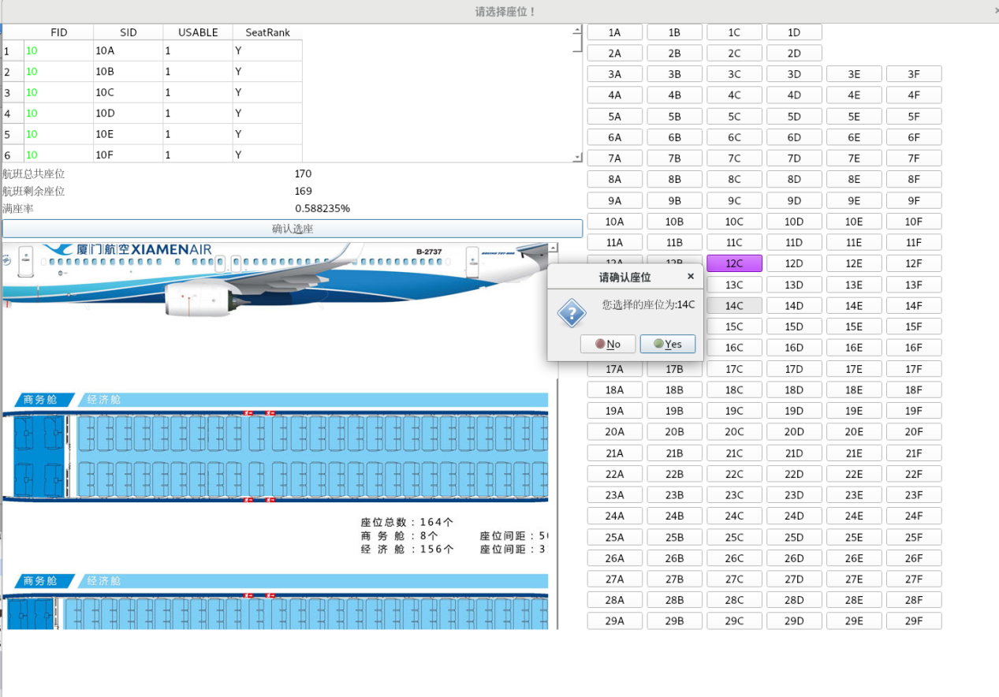 请选择座位！
FID SID USABLE SeatRank
1 10 10A 1 Y
2 10 10B 1 Y
3 10 10C 1 Y
4 10 10D 1 Y
5 10 10E 1 Y
6 10 10F 1 Y
航班总共座位 170
航班剩余座位 169
满座率 0.588235%
确认选座
厦门航空 XIAMENAIR
B-2737
商务舱 经济舱
座位总数：164个
商 务 舱：8个 座位间距：50
经 济 舱：156个 座位间距：3
商务舱 经济舱
1A 1B 1C 1D
2A 2B 2C 2D
3A 3B 3C 3D 3E 3F
4A 4B 4C 4D 4E 4F
5A 5B 5C 5D 5E 5F
6A 6B 6C 6D 6E 6F
7A 7B 7C 7D 7E 7F
8A 8B 8C 8D 8E 8F
9A 9B 9C 9D 9E 9F
10A 10B 10C 10D 10E 10F
11A 11B 11C 11D 11E 11F
12A 12B 12C 12D 12E 12F
13C 13D 13E 13F
14C 14D 14E 14F
15C 15D 15E 15F
16C 16D 16E 16F
17A 17B 17C 17D 17E 17F
18A 18B 18C 18D 18E 18F
19A 19B 19C 19D 19E 19F
20A 20B 20C 20D 20E 20F
21A 21B 21C 21D 21E 21F
22A 22B 22C 22D 22E 22F
23A 23B 23C 23D 23E 23F
24A 24B 24C 24D 24E 24F
25A 25B 25C 25D 25E 25F
26A 26B 26C 26D 26E 26F
27A 27B 27C 27D 27E 27F
28A 28B 28C 28D 28E 28F
29A 29B 29C 29D 29E 29F
请确认座位
您选择的座位为:14C
No Yes